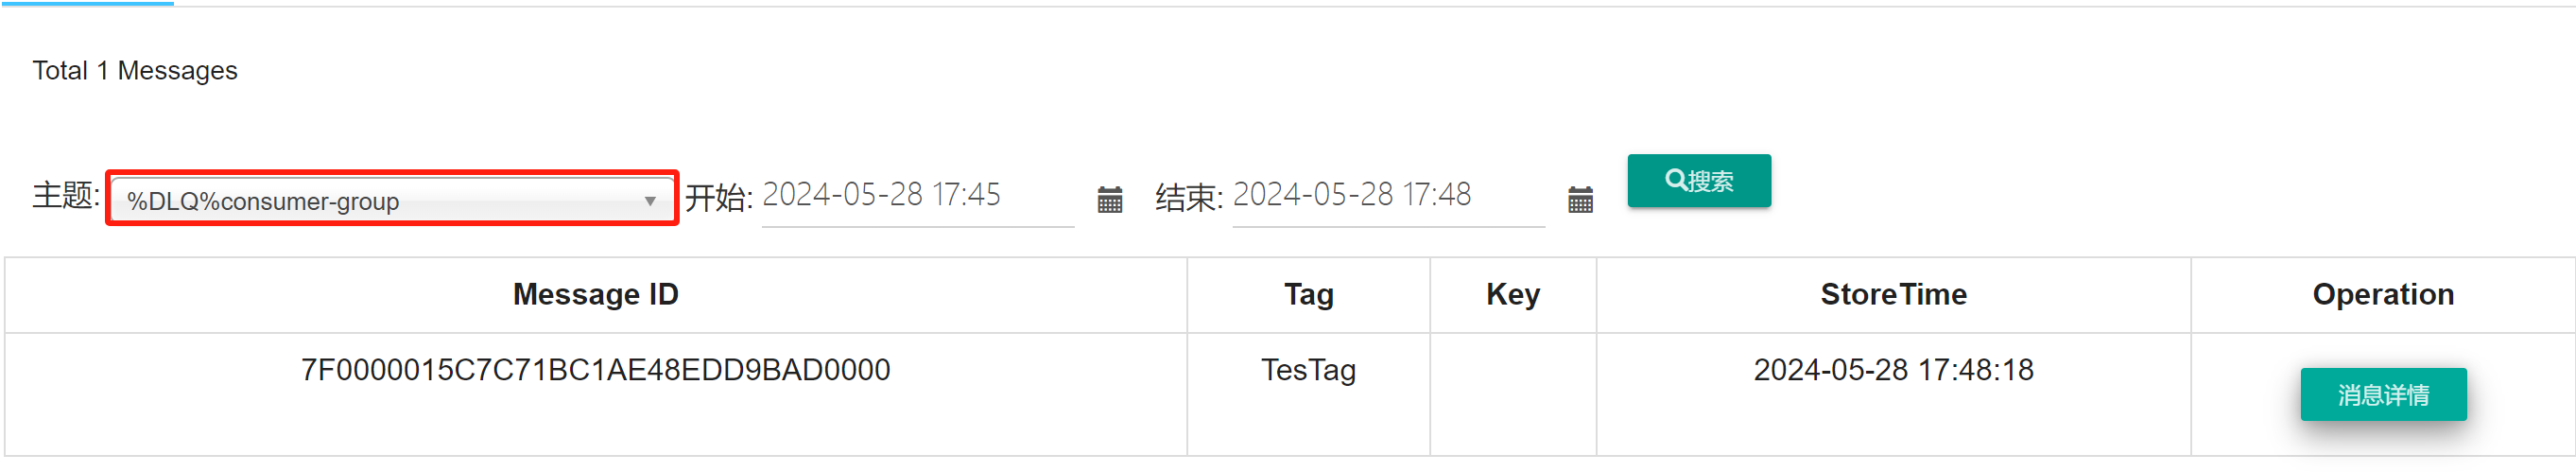 Total 1 Messages
主题: %DLQ%consumer-group 开始: 2024-05-28 17:45 结束: 2024-05-28 17:48 搜索
Message ID Tag Key StoreTime Operation
7F0000015C7C71BC1AE48EDD9BAD0000 TesTag 2024-05-28 17:48:18 消息详情